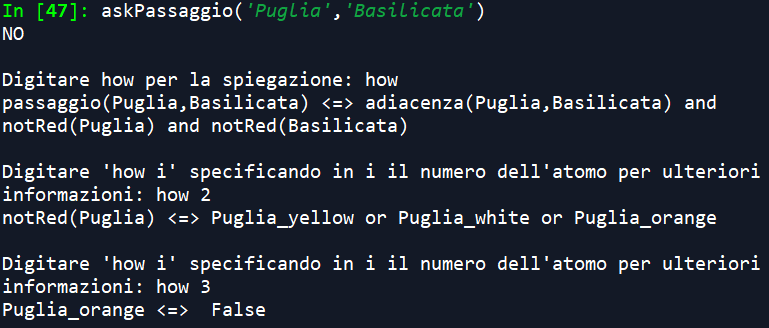 In [47]: askPassaggio('Puglia','Basilicata')
NO
Digitare how per la spiegazione: how
passaggio(Puglia,Basilicata) <=> adiacenza(Puglia,Basilicata) and
notRed(Puglia) and notRed(Basilicata)
Digitare 'how i' specificando in i il numero dell'atomo per ulteriori
informazioni: how 2
notRed(Puglia) <=> Puglia_yellow or Puglia_white or Puglia_orange
Digitare 'how i' specificando in i il numero dell'atomo per ulteriori
informazioni: how 3
Puglia_orange <=>  False